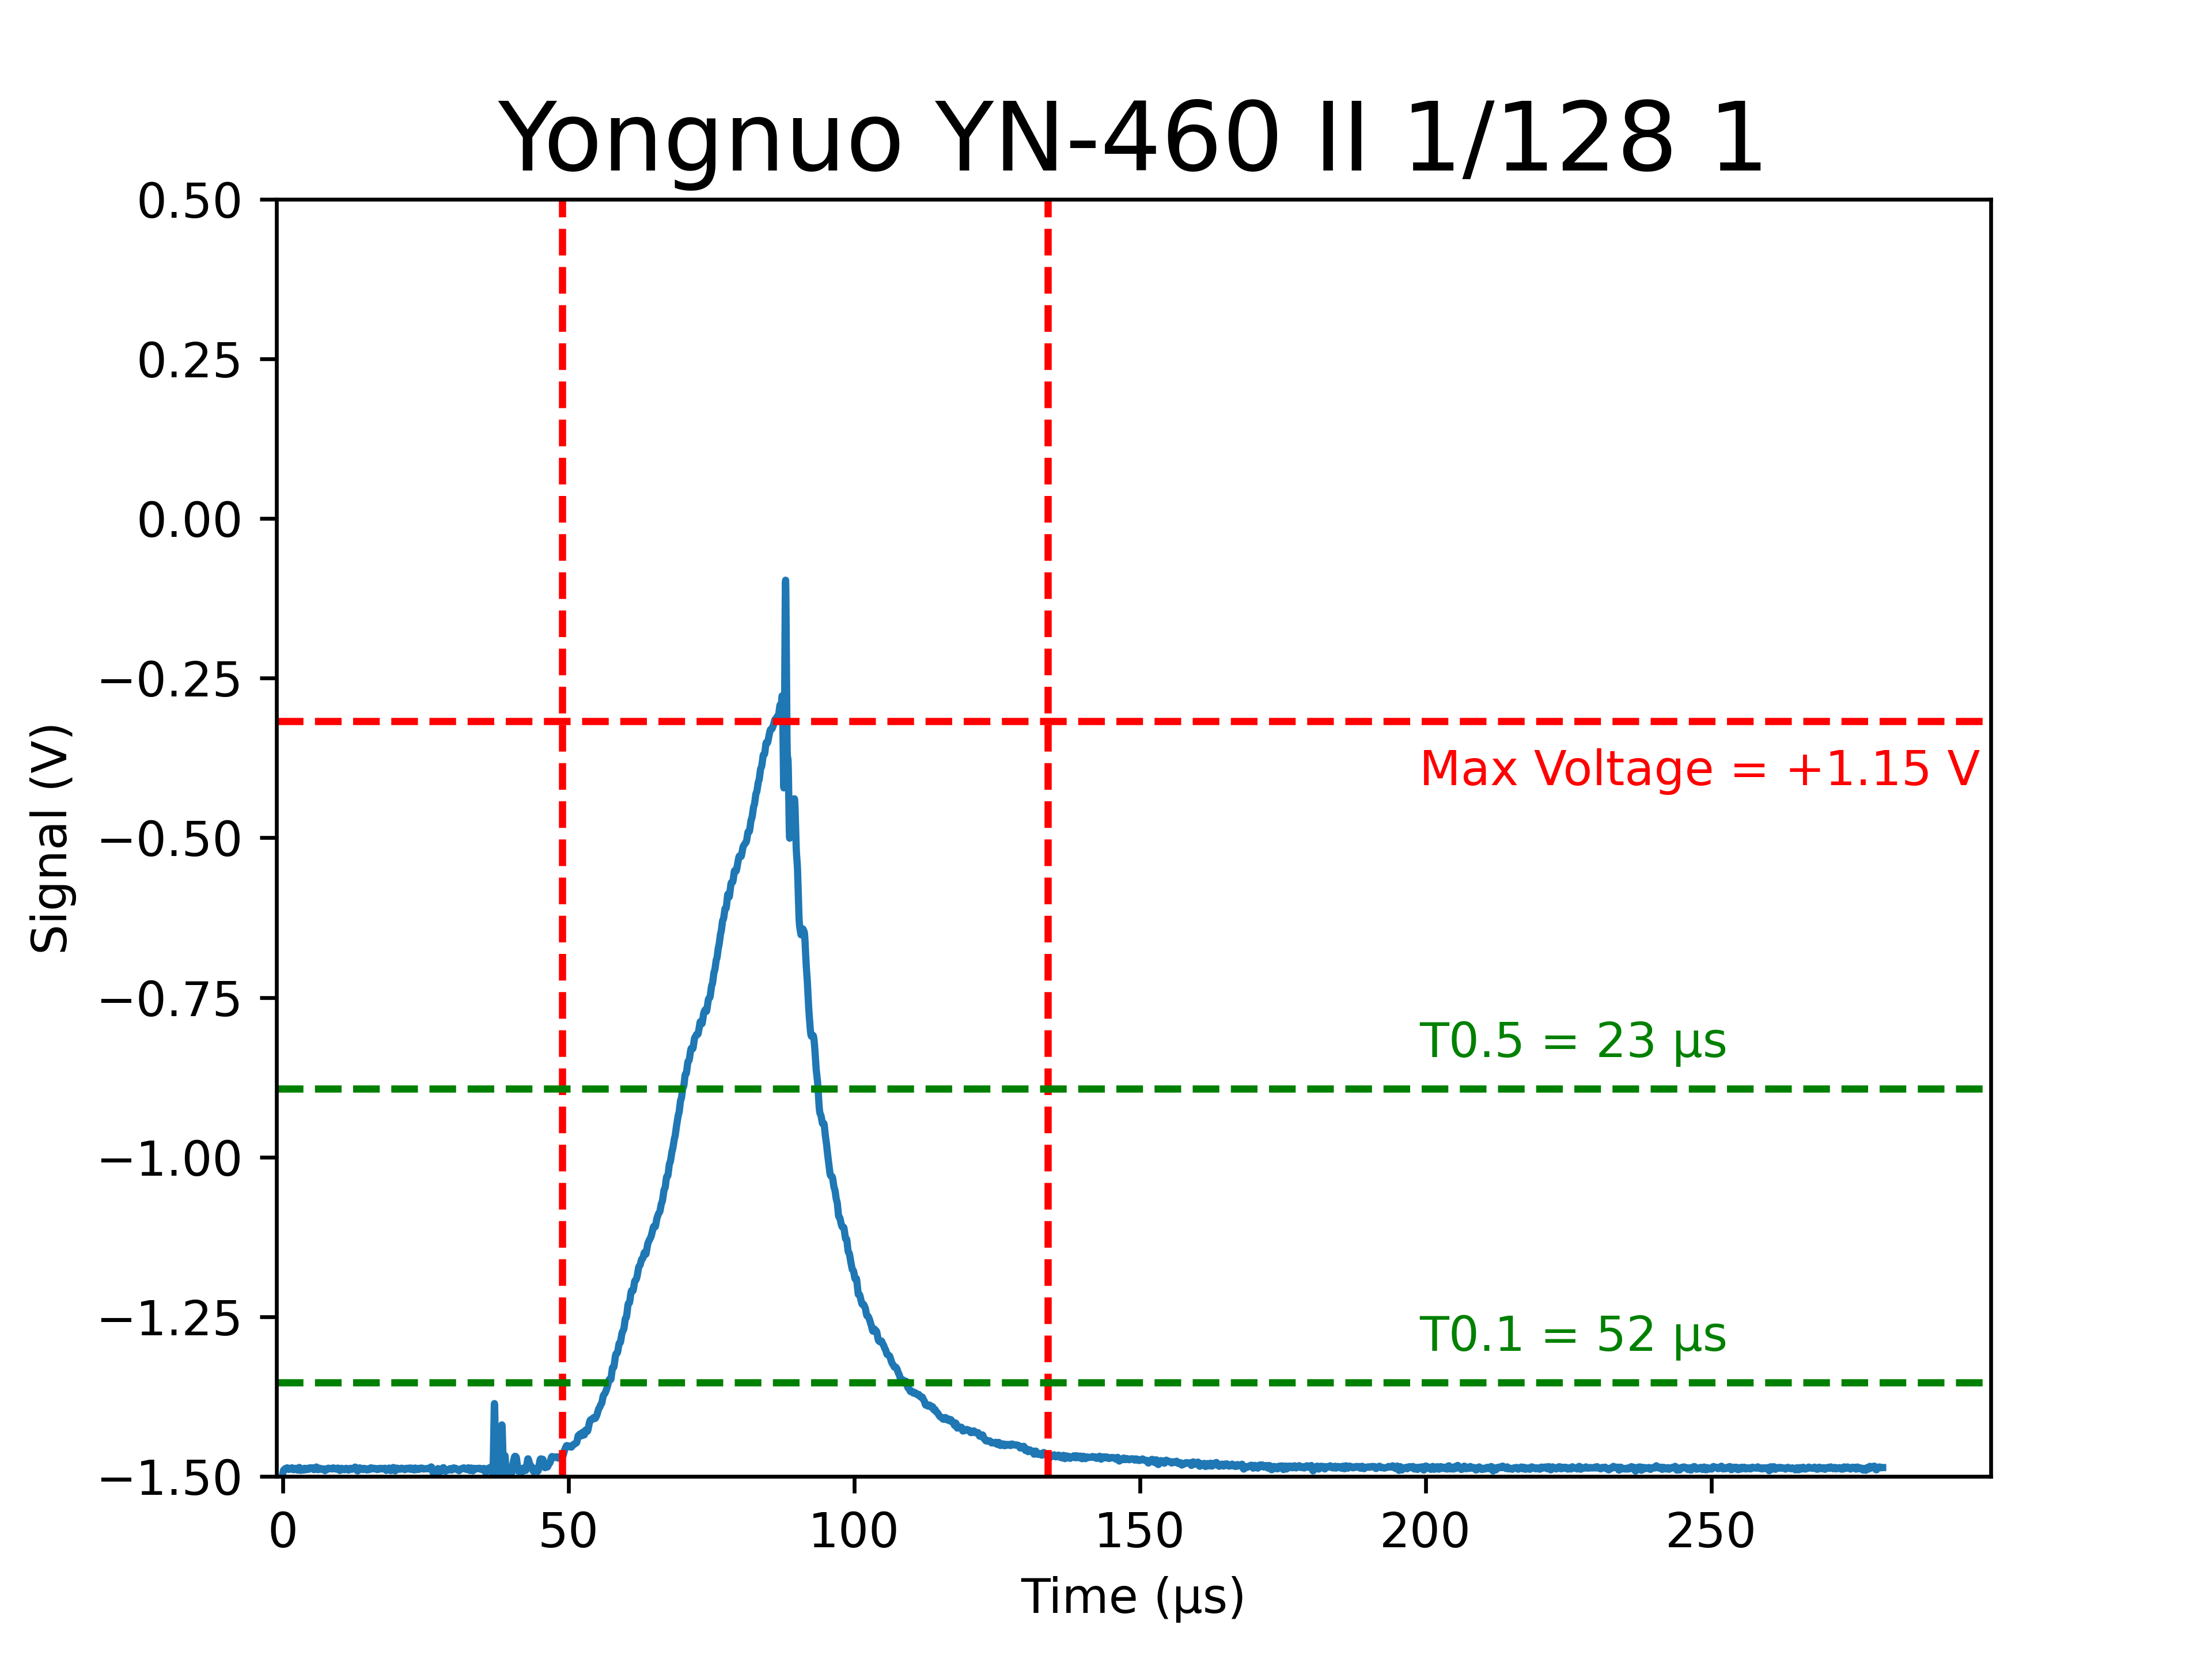 Yongnuo YN-460 II 1/128 1
0.50
0.25
0.00
−0.25
−0.50
−0.75
−1.00
−1.25
−1.50
Signal (V)
Max Voltage = +1.15 V
T0.5 = 23 µs
T0.1 = 52 µs
0 50 100 150 200 250
Time (µs)